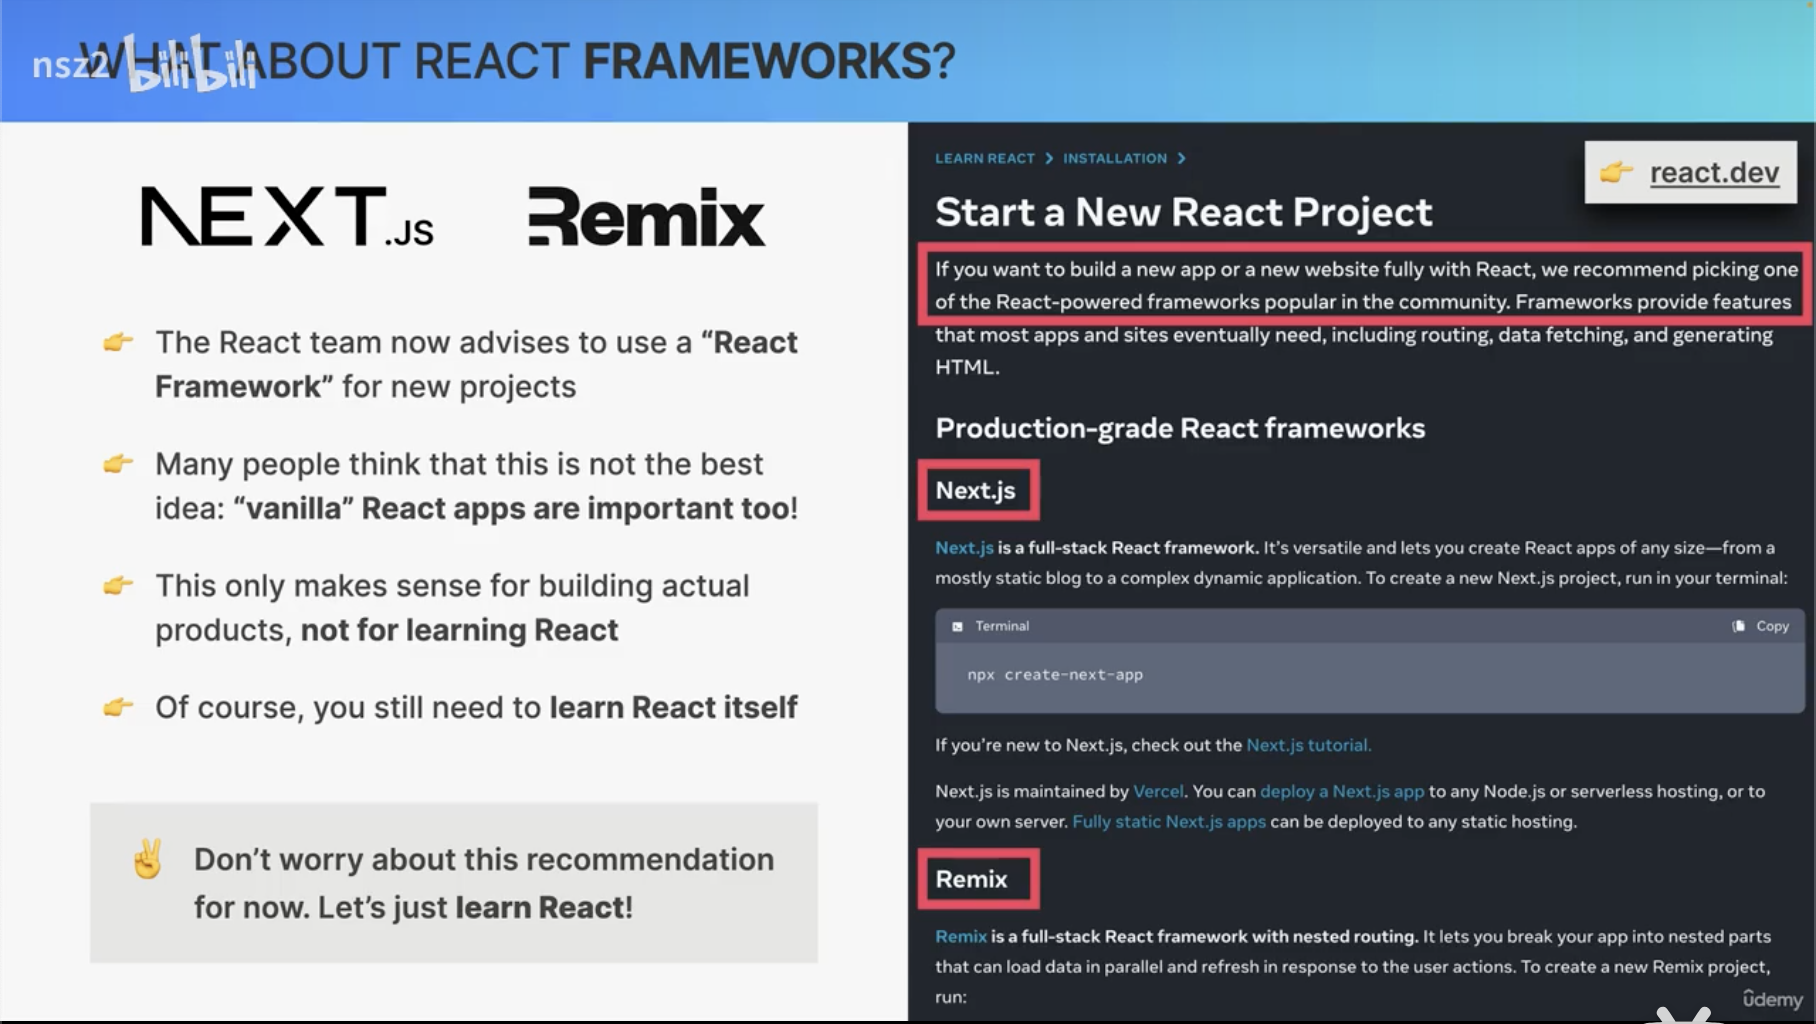 WHAT ABOUT REACT FRAMEWORKS?
nsz2 bilibili
NEXT.JS
Remix
The React team now advises to use a “React
Framework” for new projects
Many people think that this is not the best
idea: “vanilla” React apps are important too!
This only makes sense for building actual
products, not for learning React
Of course, you still need to learn React itself
Don’t worry about this recommendation
for now. Let’s just learn React!
LEARN REACT > INSTALLATION >
react.dev
Start a New React Project
If you want to build a new app or a new website fully with React, we recommend picking one
of the React-powered frameworks popular in the community. Frameworks provide features
that most apps and sites eventually need, including routing, data fetching, and generating
HTML.
Production-grade React frameworks
Next.js
Next.js is a full-stack React framework. It’s versatile and lets you create React apps of any size—from a
mostly static blog to a complex dynamic application. To create a new Next.js project, run in your terminal:
Terminal
Copy
npx create-next-app
If you’re new to Next.js, check out the Next.js tutorial.
Next.js is maintained by Vercel. You can deploy a Next.js app to any Node.js or serverless hosting, or to
your own server. Fully static Next.js apps can be deployed to any static hosting.
Remix
Remix is a full-stack React framework with nested routing. It lets you break your app into nested parts
that can load data in parallel and refresh in response to the user actions. To create a new Remix project,
run:
ûdemy